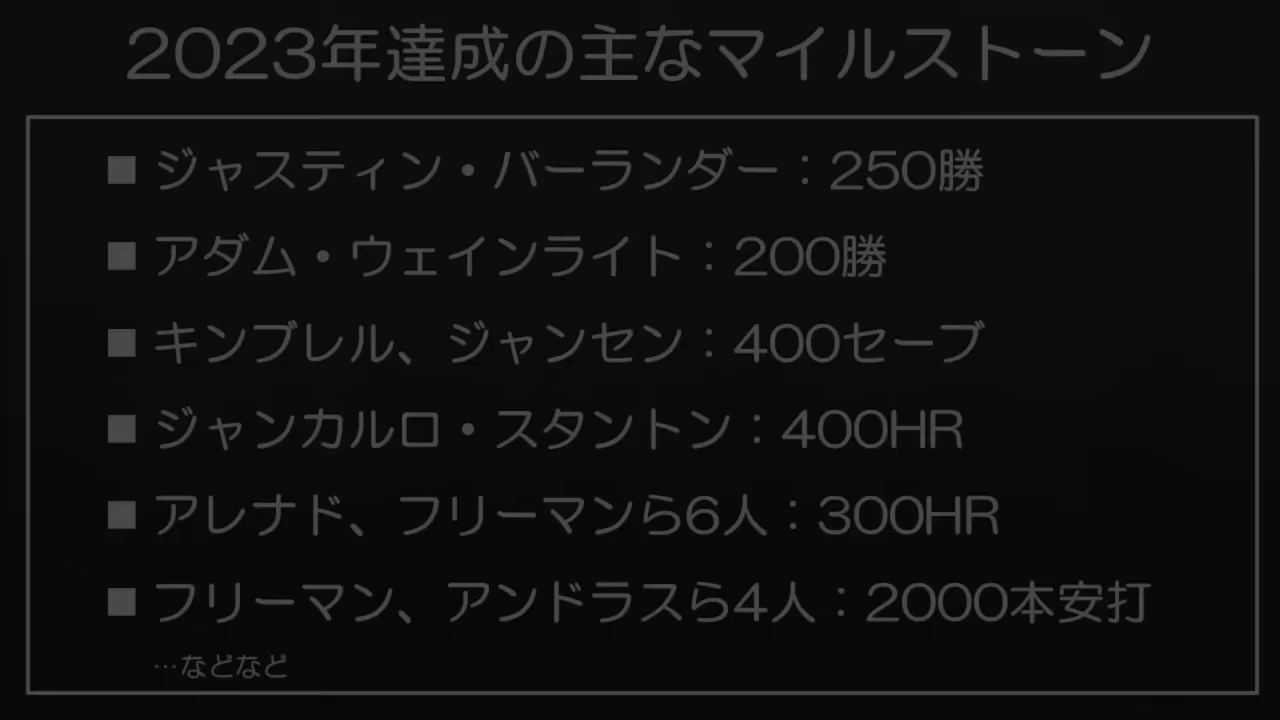 2023年達成の主なマイルストーン
■ ジャスティン・バーランダー：250勝
■ アダム・ウェインライト：200勝
■ キンブレル、ジャンセン：400セーブ
■ ジャンカルロ・スタントン：400HR
■ アレナド、フリーマンら6人：300HR
■ フリーマン、アンドラスら4人：2000本安打
…などなど